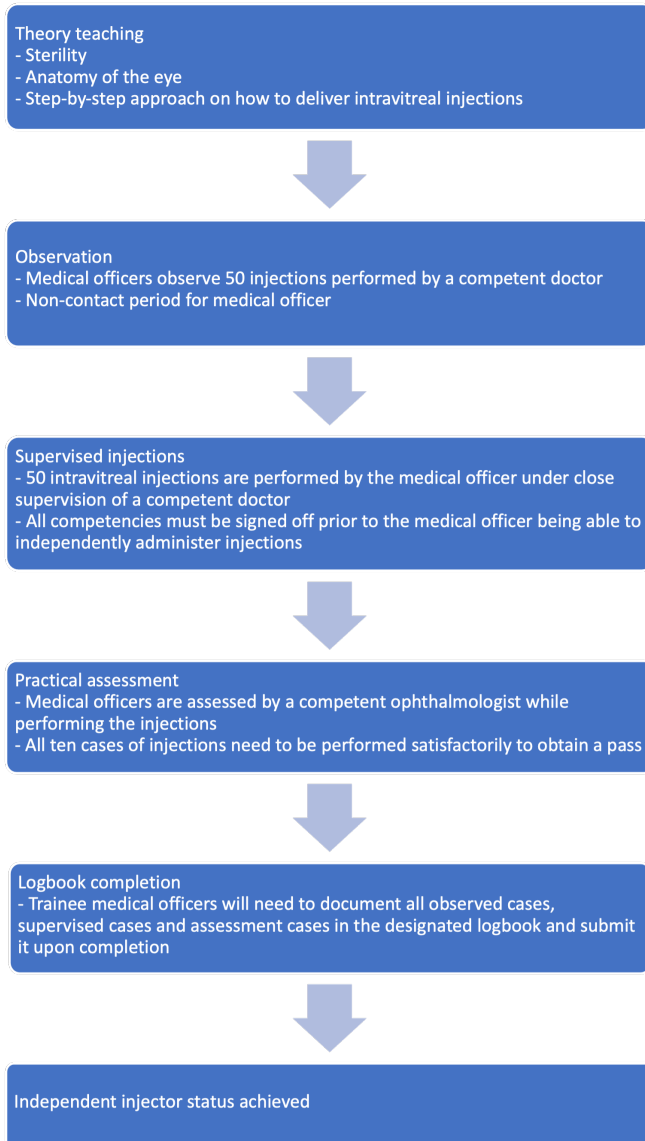 Theory teaching
- Sterility
- Anatomy of the eye
- Step-by-step approach on how to deliver intravitreal injections
Observation
- Medical officers observe 50 injections performed by a competent doctor
- Non-contact period for medical officer
Supervised injections
- 50 intravitreal injections are performed by the medical officer under close
supervision of a competent doctor
- All competencies must be signed off prior to the medical officer being able to
independently administer injections
Practical assessment
- Medical officers are assessed by a competent ophthalmologist while
performing the injections
- All ten cases of injections need to be performed satisfactorily to obtain a pass
Logbook completion
- Trainee medical officers will need to document all observed cases,
supervised cases and assessment cases in the designated logbook and submit
it upon completion
Independent injector status achieved